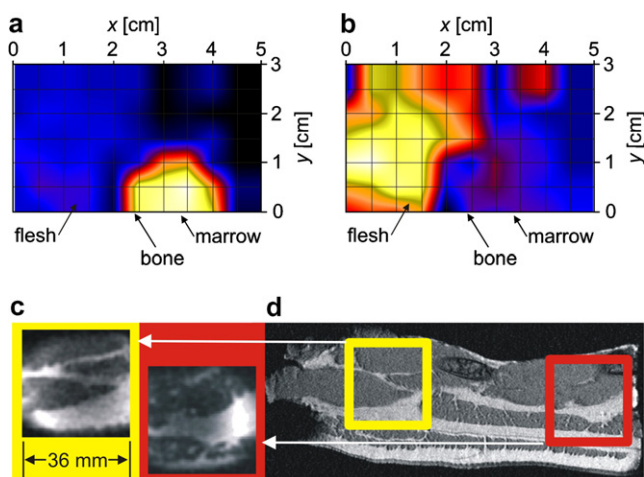 a
x [cm]
0 1 2 3 4 5
3
2
1
0
y [cm]
flesh
bone
marrow
b
x [cm]
0 1 2 3 4 5
3
2
1
0
y [cm]
flesh
bone
marrow
c
36 mm
d